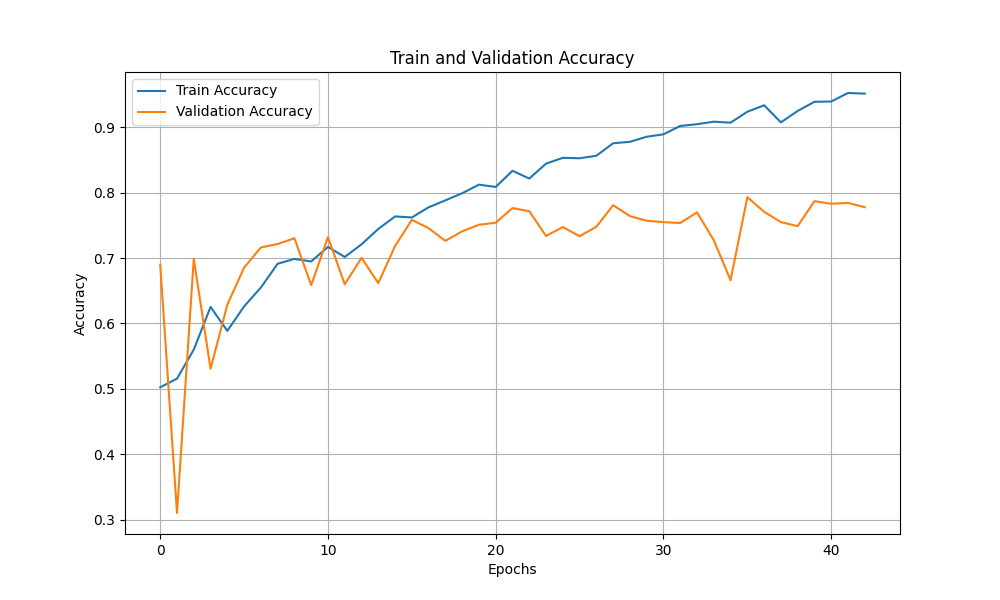 Train and Validation Accuracy
Train Accuracy
Validation Accuracy
0.9
0.8
0.7
0.6
0.5
0.4
0.3
Accuracy
0 10 20 30 40
Epochs